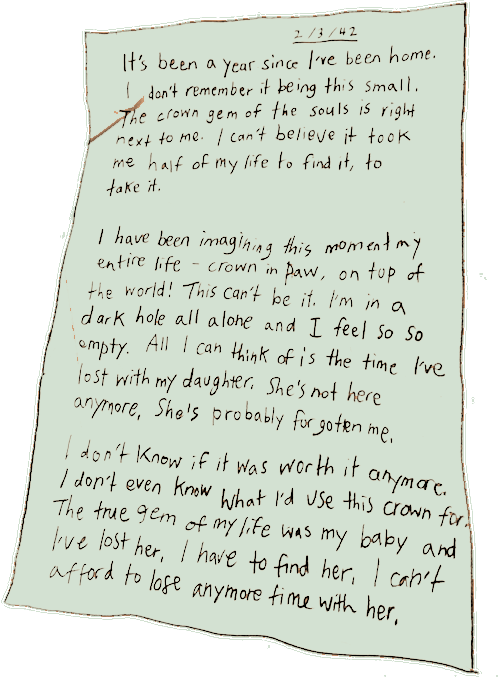 2/3/42
It's been a year since I've been home.
I don't remember it being this small.
The crown gem of the souls is right
next to me. I can't believe it took
me half of my life to find it, to
take it.
I have been imagining this moment my
entire life - crown in paw, on top of
the world! This can't be it. I'm in a
dark hole all alone and I feel so so
empty. All I can think of is the time I've
lost with my daughter. She's not here
anymore. She's probably forgotten me.
I don't know if it was worth it anymore.
I don't even know what I'd use this crown for.
The true gem of my life was my baby and
I've lost her. I have to find her. I can't
afford to lose anymore time with her.